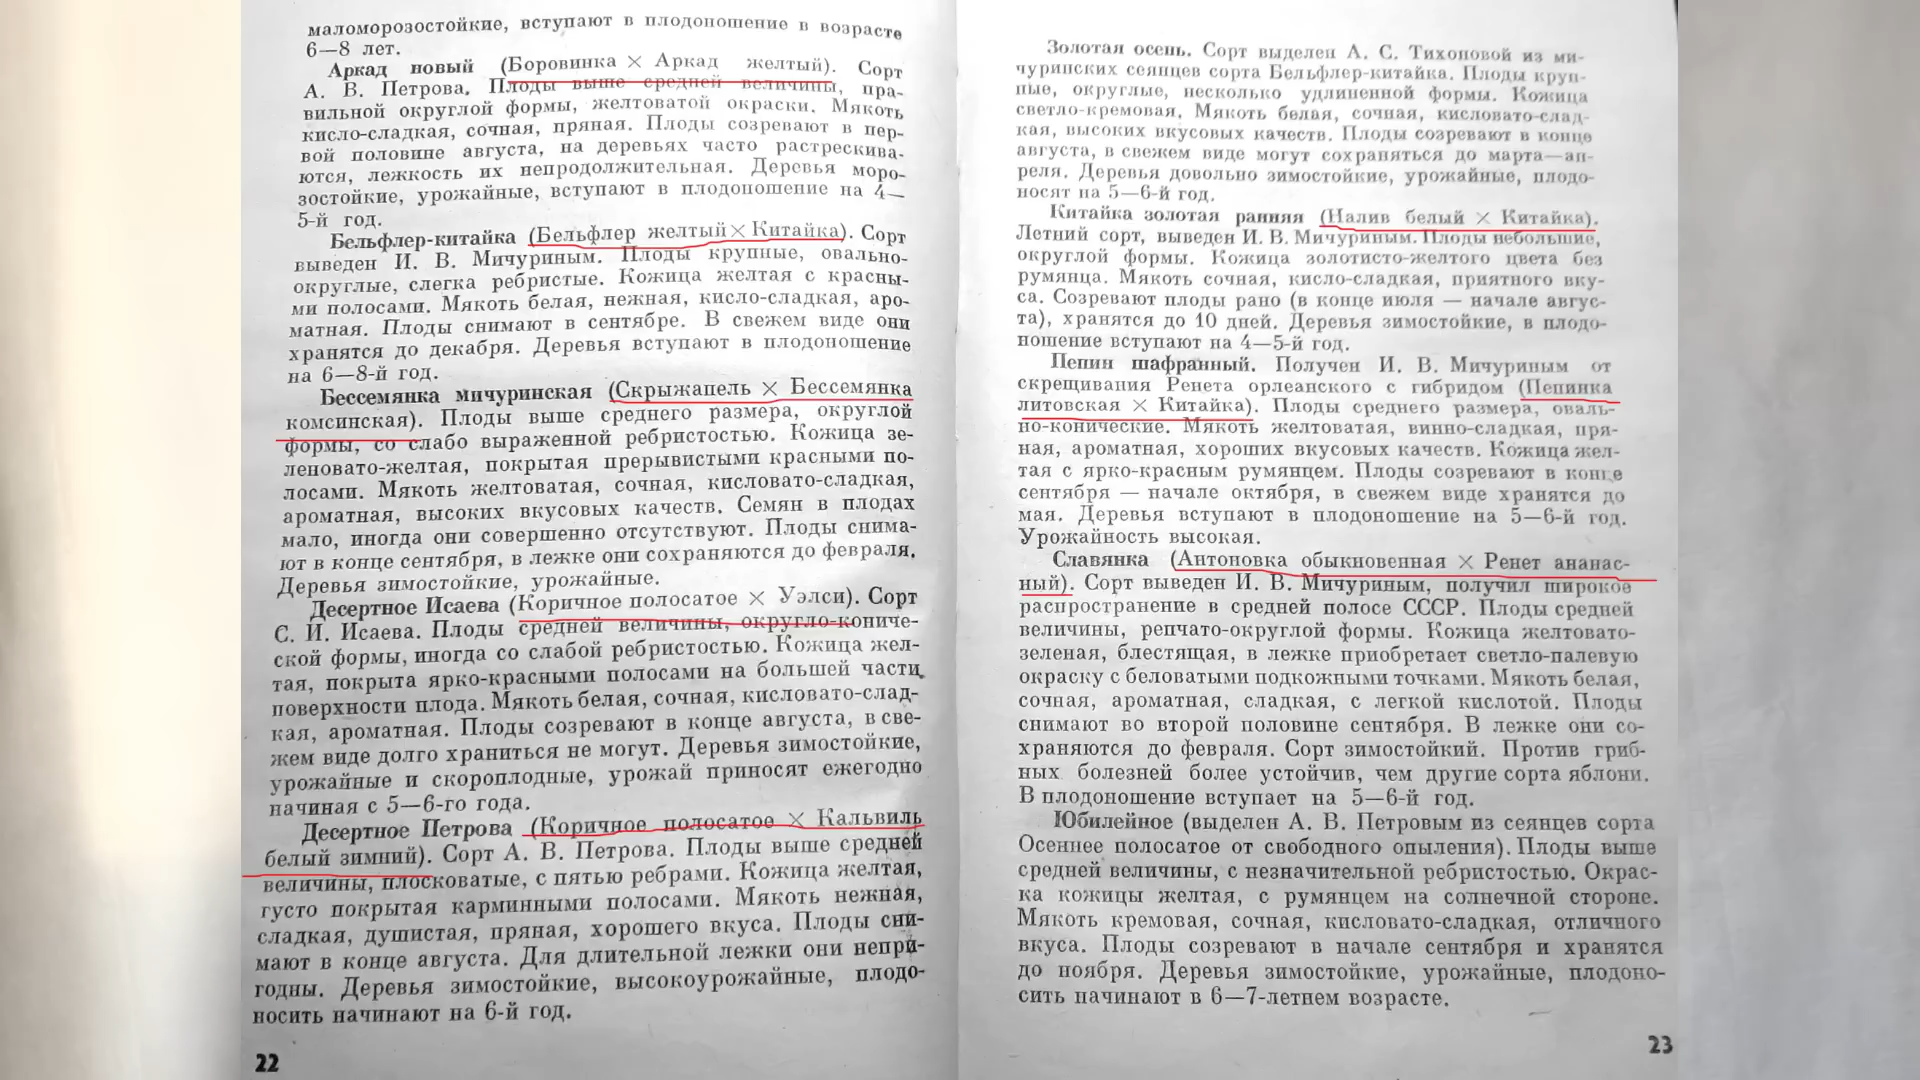 маломорозостойкие, вступают в плодоношение в возрасте
6—8 лет.
Аркад новый (Боровинка × Аркад желтый). Сорт
А. В. Петрова. Плоды выше средней величины, пра-
вильной округлой формы, желтоватой окраски. Мякоть
кисло-сладкая, сочная, пряная. Плоды созревают в пер-
вой половине августа, на деревьях часто растрескива-
ются, лежкость их непродолжительная. Деревья моро-
зостойкие, урожайные, вступают в плодоношение на 4—
5-й год.
Бельфлер-китайка (Бельфлер желтый × Китайка). Сорт
выведен И. В. Мичуриным. Плоды крупные, овально-
округлые, слегка ребристые. Кожица желтая с красны-
ми полосами. Мякоть белая, нежная, кисло-сладкая, аро-
матная. Плоды снимают в сентябре. В свежем виде они
хранятся до декабря. Деревья вступают в плодоношение
на 6—8-й год.
Бессемянка мичуринская (Скрыжапель × Бессемянка
комсинская). Плоды выше среднего размера, округлой
формы, со слабо выраженной ребристостью. Кожица зе-
леновато-желтая, покрытая прерывистыми красными по-
лосами. Мякоть желтоватая, сочная, кисловато-сладкая,
ароматная, высоких вкусовых качеств. Семян в плодах
мало, иногда они совершенно отсутствуют. Плоды снима-
ют в конце сентября, в лежке они сохраняются до февраля.
Деревья зимостойкие, урожайные.
Десертное Исаева (Коричное полосатое × Уэлси). Сорт
С. И. Исаева. Плоды средней величины, округло-кониче-
ской формы, иногда со слабой ребристостью. Кожица жел-
тая, покрыта ярко-красными полосами на большей части
поверхности плода. Мякоть белая, сочная, кисловато-слад-
кая, ароматная. Плоды созревают в конце августа, в све-
жем виде долго храниться не могут. Деревья зимостойкие,
урожайные и скороплодные, урожай приносят ежегодно
начиная с 5—6-го года.
Десертное Петрова (Коричное полосатое × Кальвиль
белый зимний). Сорт А. В. Петрова. Плоды выше средней
величины, плосковатые, с пятью ребрами. Кожица желтая,
густо покрытая карминными полосами. Мякоть нежная,
сладкая, душистая, пряная, хорошего вкуса. Плоды сни-
мают в конце августа. Для длительной лежки они непри-
годны. Деревья зимостойкие, высокоурожайные, плодо-
носить начинают на 6-й год.
22
Золотая осень. Сорт выделен А. С. Тихоновой из ми-
чуринских сеянцев сорта Бельфлер-китайка. Плоды круп-
ные, округлые, несколько удлиненной формы. Кожица
светло-кремовая. Мякоть белая, сочная, кисловато-слад-
кая, высоких вкусовых качеств. Плоды созревают в конце
августа, в свежем виде могут сохраняться до марта—ап-
реля. Деревья довольно зимостойкие, урожайные, плодо-
носят на 5—6-й год.
Китайка золотая ранняя (Налив белый × Китайка).
Летний сорт, выведен И. В. Мичуриным. Плоды небольшие,
округлой формы. Кожица золотисто-желтого цвета без
румянца. Мякоть сочная, кисло-сладкая, приятного вку-
са. Созревают плоды рано (в конце июля — начале авгус-
та), хранятся до 10 дней. Деревья зимостойкие, в плодо-
ношение вступают на 4—5-й год.
Пепин шафранный. Получен И. В. Мичуриным от
скрещивания Ренета орлеанского с гибридом (Пепинка
литовская × Китайка). Плоды среднего размера, оваль-
но-конические. Мякоть желтоватая, винно-сладкая, пря-
ная, ароматная, хороших вкусовых качеств. Кожица жел-
тая с ярко-красным румянцем. Плоды созревают в конце
сентября — начале октября, в свежем виде хранятся до
мая. Деревья вступают в плодоношение на 5—6-й год.
Урожайность высокая.
Славянка (Антоновка обыкновенная × Ренет ананас-
ный). Сорт выведен И. В. Мичуриным, получил широкое
распространение в средней полосе СССР. Плоды средней
величины, репчато-округлой формы. Кожица желтовато-
зеленая, блестящая, в лежке приобретает светло-палевую
окраску с беловатыми подкожными точками. Мякоть белая,
сочная, ароматная, сладкая, с легкой кислотой. Плоды
снимают во второй половине сентября. В лежке они со-
храняются до февраля. Сорт зимостойкий. Против гриб-
ных болезней более устойчив, чем другие сорта яблони.
В плодоношение вступает на 5—6-й год.
Юбилейное (выделен А. В. Петровым из сеянцев сорта
Осеннее полосатое от свободного опыления). Плоды выше
средней величины, с незначительной ребристостью. Окрас-
ка кожицы желтая, с румянцем на солнечной стороне.
Мякоть кремовая, сочная, кисловато-сладкая, отличного
вкуса. Плоды созревают в начале сентября и хранятся
до ноября. Деревья зимостойкие, урожайные, плодоно-
сить начинают в 6—7-летнем возрасте.
23